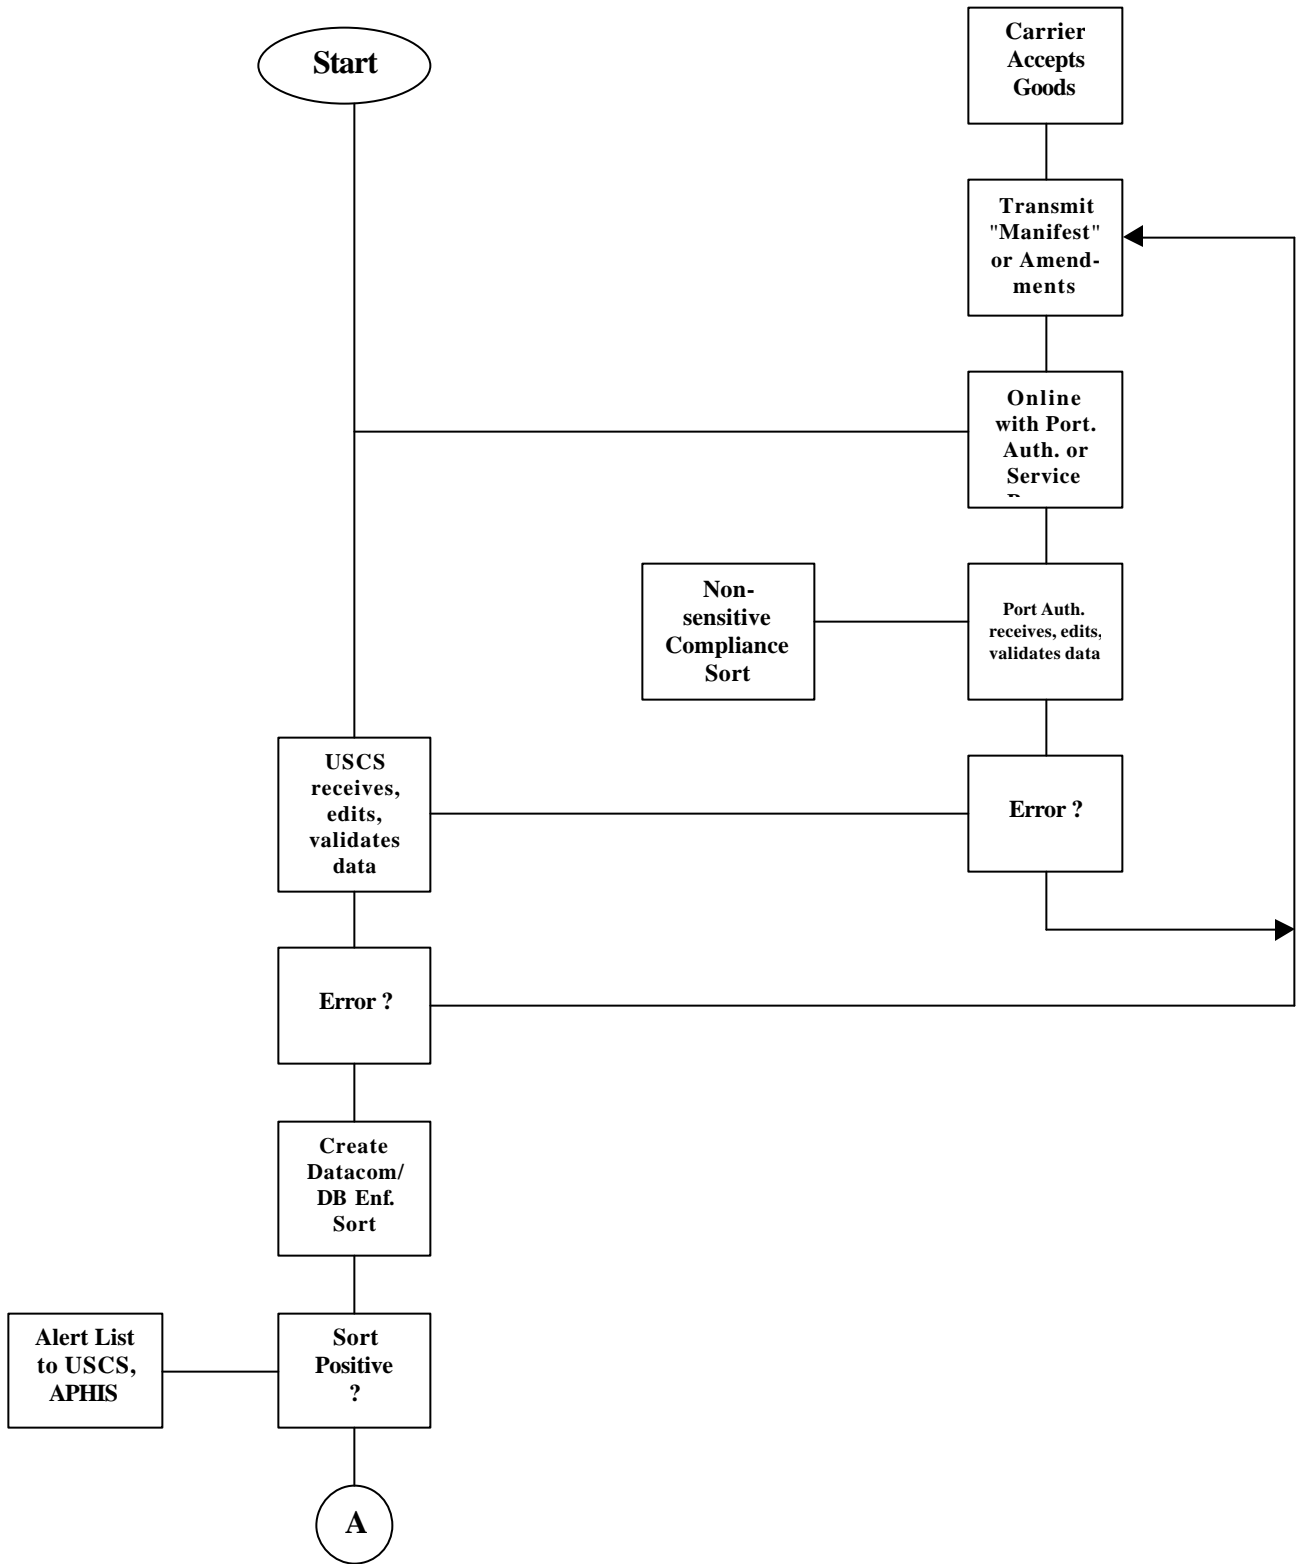 Start
Carrier
Accepts
Goods
Transmit
"Manifest"
or Amend-
ments
Online
with Port.
Auth. or
Service
Non-
sensitive
Compliance
Sort
Port Auth.
receives, edits,
validates data
USCS
receives,
edits,
validates
data
Error ?
Error ?
Create
Datacom/
DB Enf.
Sort
Alert List
to USCS,
APHIS
Sort
Positive
?
A